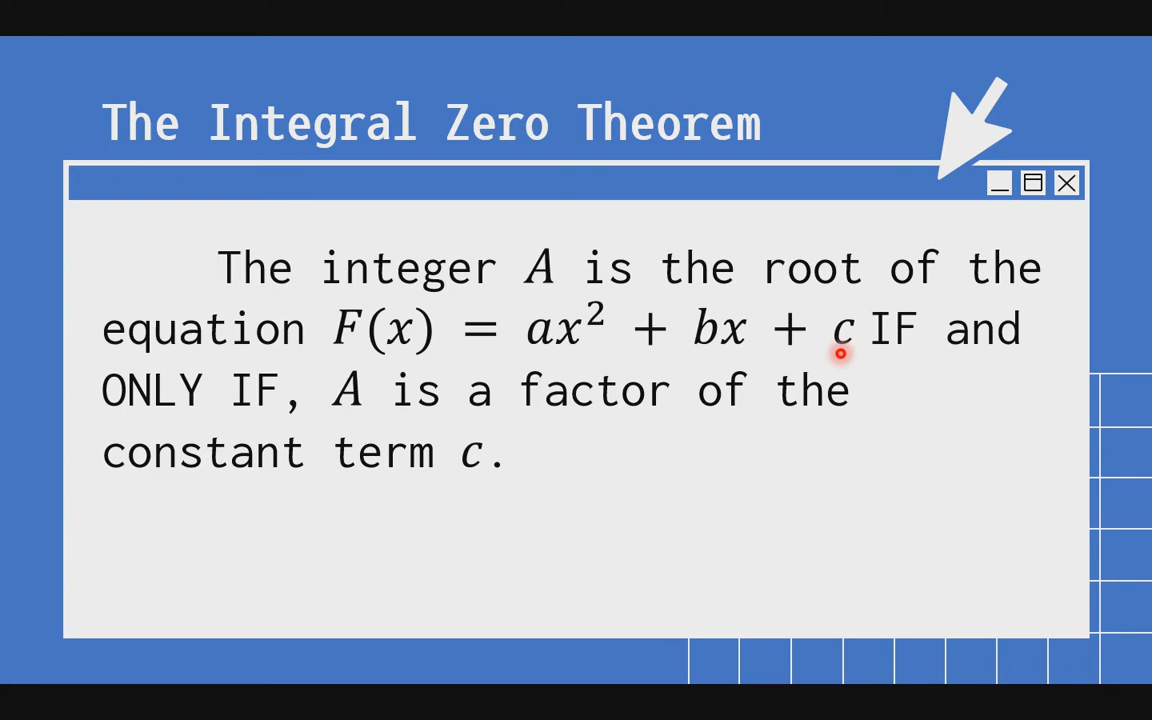 The Integral Zero Theorem
The integer A is the root of the
equation F(x) = ax² + bx + c IF and
ONLY IF, A is a factor of the
constant term c.